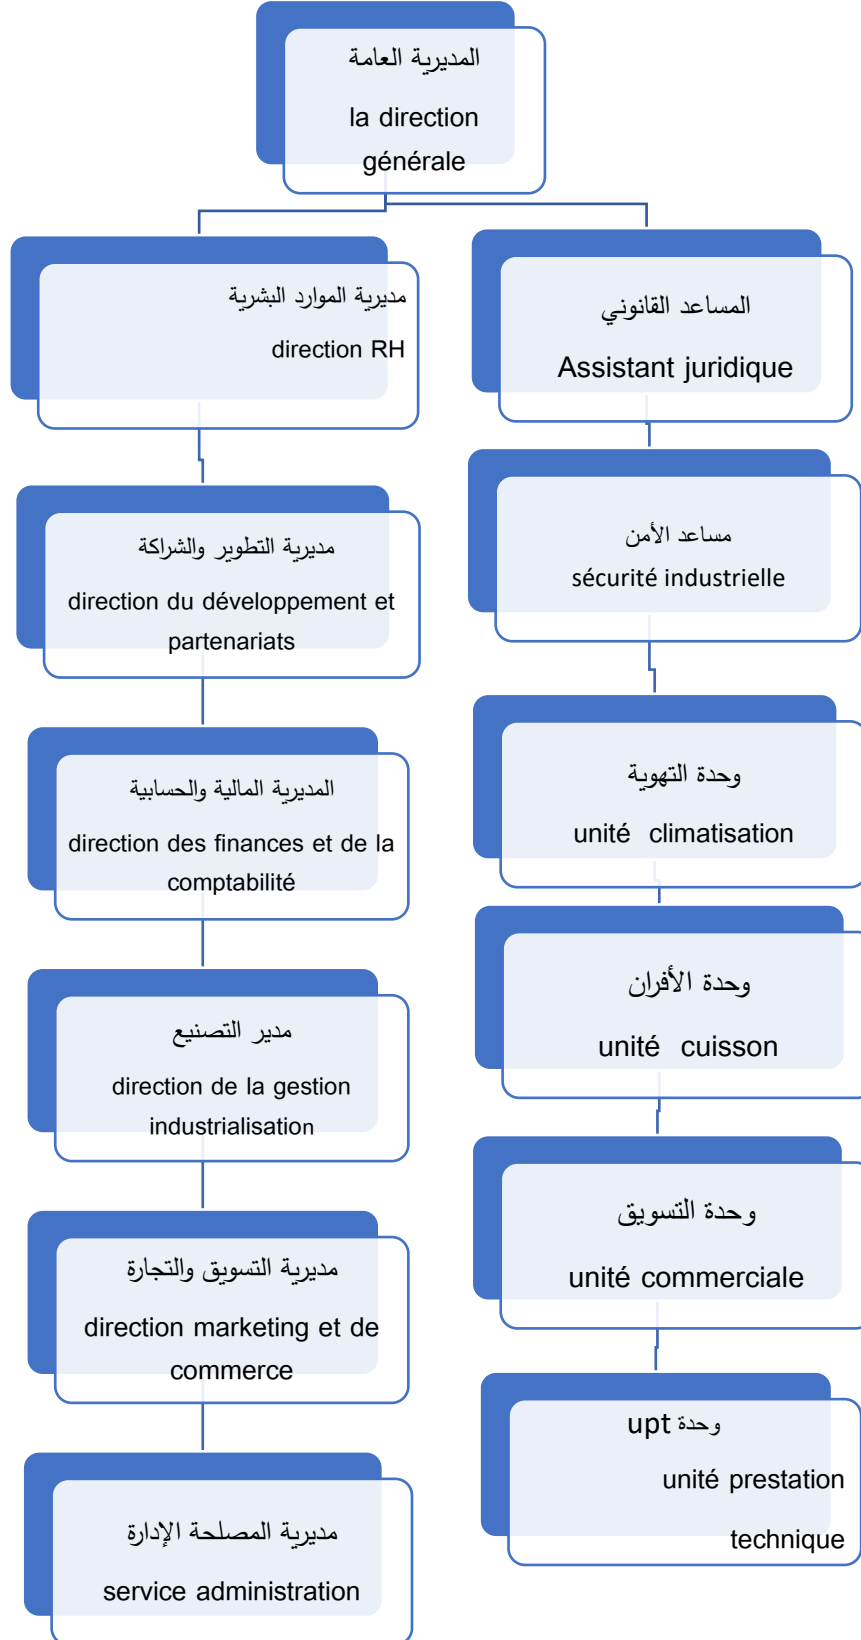 المديرية العامة
la direction
générale
مديرية الموارد البشرية
direction RH
المساعد القانوني
Assistant juridique
مديرية التطوير والشراكة
direction du développement et
partenariats
مساعد الأمن
sécurité industrielle
المديرية المالية والحسابية
direction des finances et de la
comptabilité
وحدة التهوية
unité climatisation
مدير التصنيع
direction de la gestion
industrialisation
وحدة الأفران
unité cuisson
مديرية التسويق والتجارة
direction marketing et de
commerce
وحدة التسويق
unité commerciale
مديرية المصلحة الإدارة
service administration
وحدة upt
unité prestation
technique